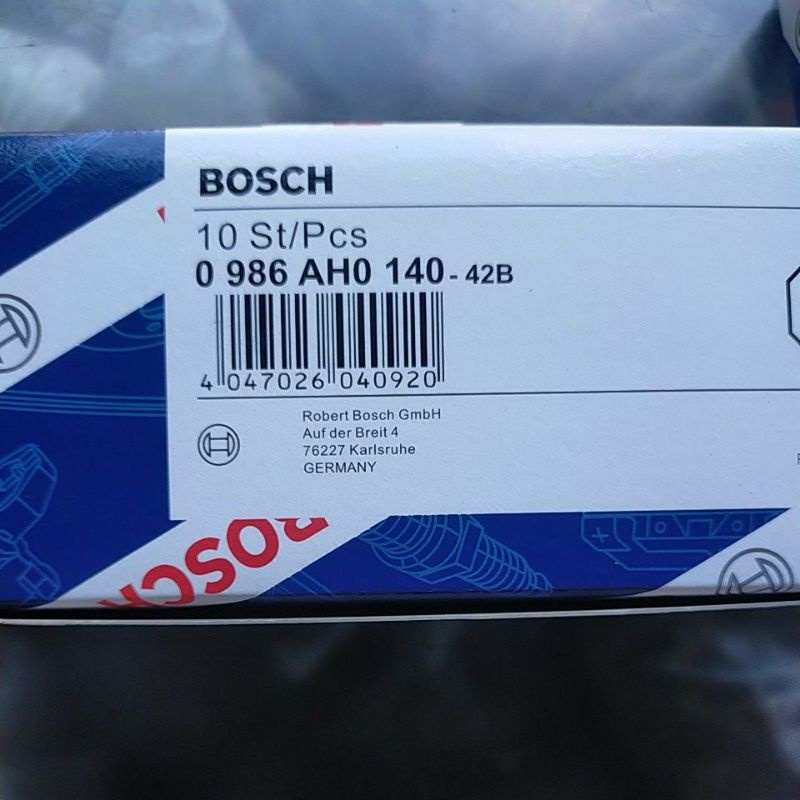 BOSCH
10 St/Pcs
0 986 AH0 140 - 42B
4 047026 040920
Robert Bosch GmbH
Auf der Breit 4
76227 Karlsruhe
GERMANY
BOSCH